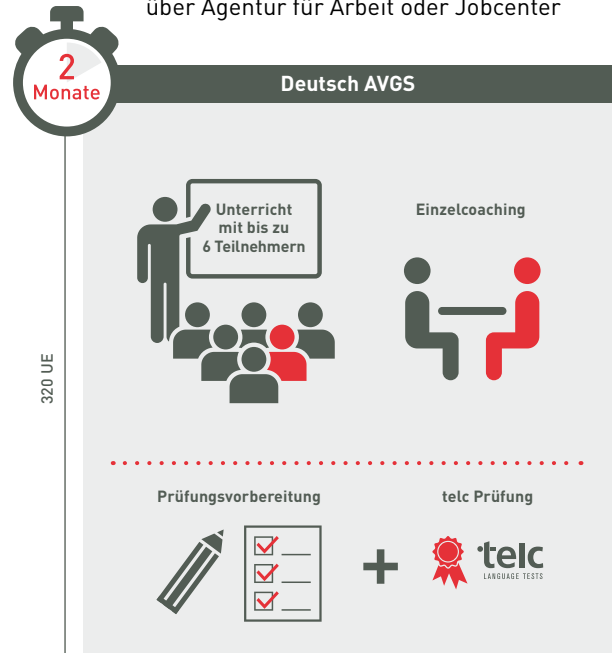 über Agentur für Arbeit oder Jobcenter
2
Monate
Deutsch AVGS
Unterricht
mit bis zu
6 Teilnehmern
Einzelcoaching
320 UE
Prüfungsvorbereitung
telc Prüfung
telc
LANGUAGE TESTS